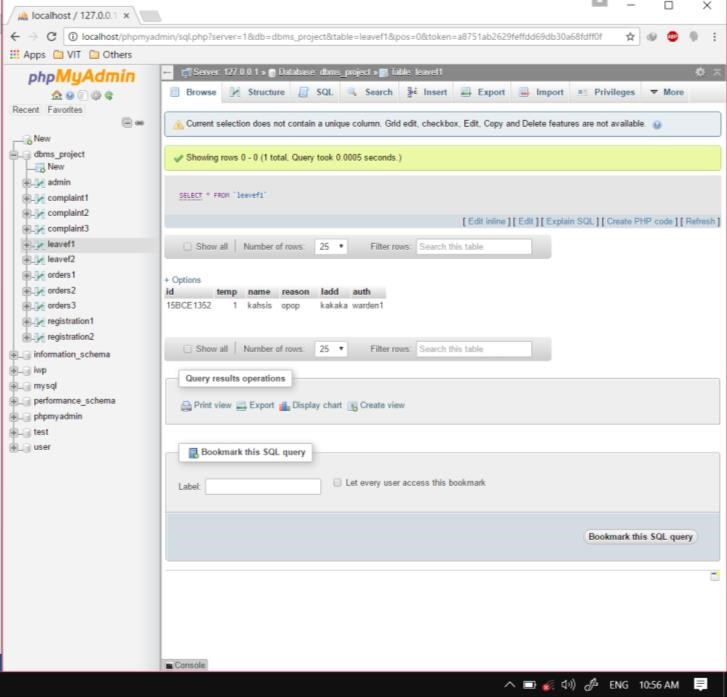 localhost / 127.0.0.1 ×
localhost/phpmyadmin/sql.php?server=1&db=dbms_project&table=leavef1&pos=0&token=a8751ab2629feffdd69db30a68fdff0f
Apps VIT Others
phpMyAdmin
Recent Favorites
New
dbms_project
New
admin
complaint1
complaint2
complaint3
leavef1
leavef2
orders1
orders2
orders3
registration1
registration2
information_schema
iwp
mysql
performance_schema
phpmyadmin
test
user
Server: 127.0.0.1 » Database: dbms_project » Table: leavef1
Browse Structure SQL Search Insert Export Import Privileges More
Current selection does not contain a unique column. Grid edit, checkbox, Edit, Copy and Delete features are not available.
Showing rows 0 - 0 (1 total, Query took 0.0005 seconds.)
SELECT * FROM `leavef1`
[ Edit inline ] [ Edit ] [ Explain SQL ] [ Create PHP code ] [ Refresh ]
Show all | Number of rows: 25 Filter rows: Search this table
+ Options
id temp name reason ladd auth
15BCE1352 1 kahsis opop kakaka warden1
Show all | Number of rows: 25 Filter rows: Search this table
Query results operations
Print view Export Display chart Create view
Bookmark this SQL query
Label: Let every user access this bookmark
Bookmark this SQL query
Console
ENG 10:56 AM